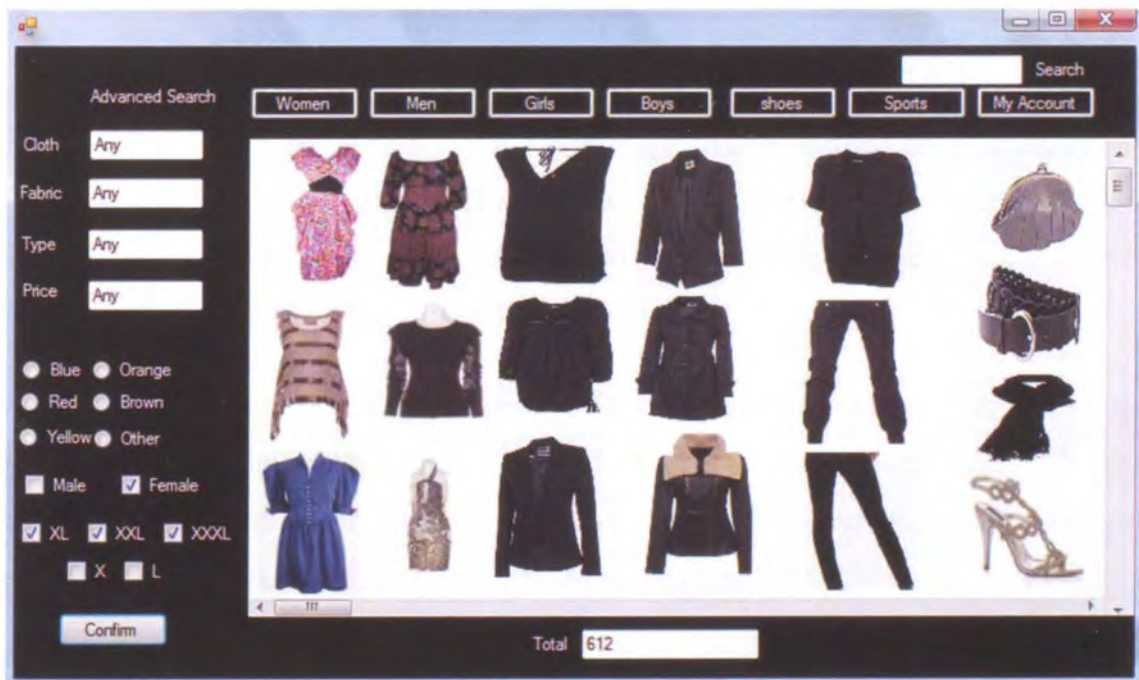 Search
Advanced Search
Women Men Girls Boys shoes Sports My Account
Cloth Any
Fabric Any
Type Any
Price Any
Blue Orange
Red Brown
Yellow Other
Male Female
XL XXL XXXL
X L
Confirm
Total 612